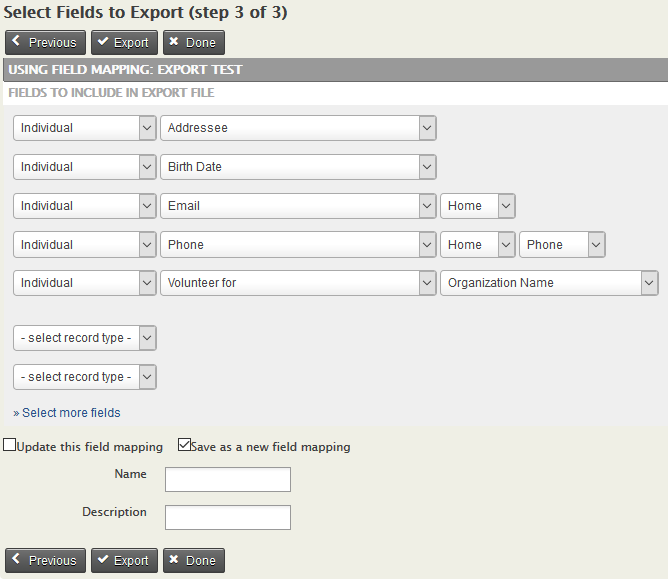 Select Fields to Export (step 3 of 3)
Previous Export Done
USING FIELD MAPPING: EXPORT TEST
FIELDS TO INCLUDE IN EXPORT FILE
Individual Addressee
Individual Birth Date
Individual Email Home
Individual Phone Home Phone
Individual Volunteer for Organization Name
- select record type -
- select record type -
» Select more fields
Update this field mapping Save as a new field mapping
Name
Description
Previous Export Done